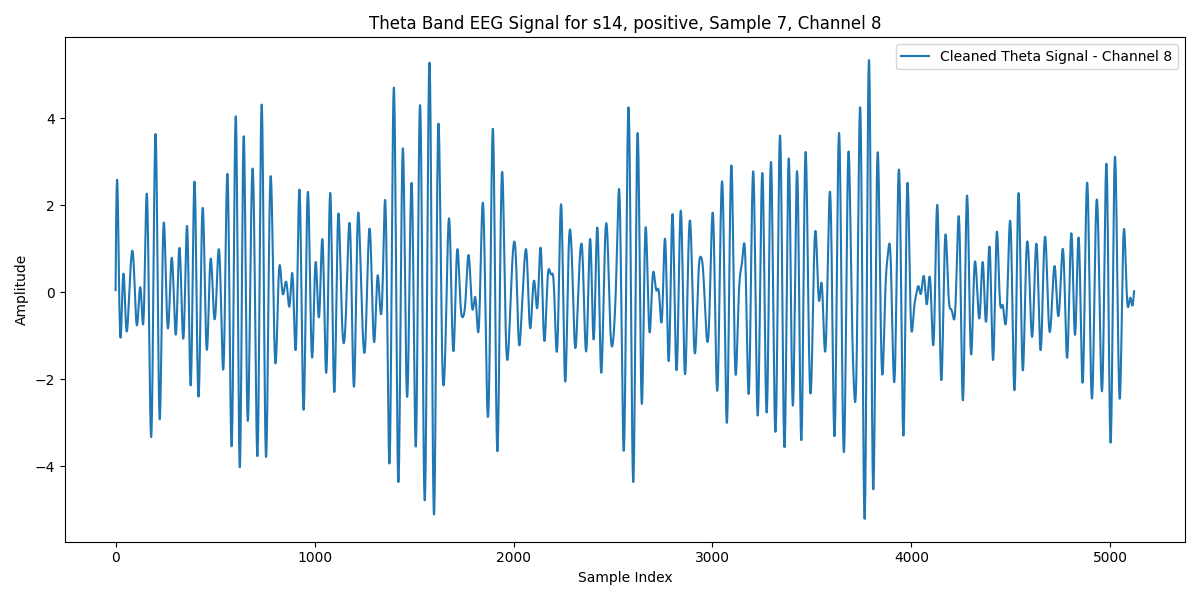 Theta Band EEG Signal for s14, positive, Sample 7, Channel 8
Cleaned Theta Signal - Channel 8
Amplitude
4
2
0
−2
−4
0 1000 2000 3000 4000 5000
Sample Index